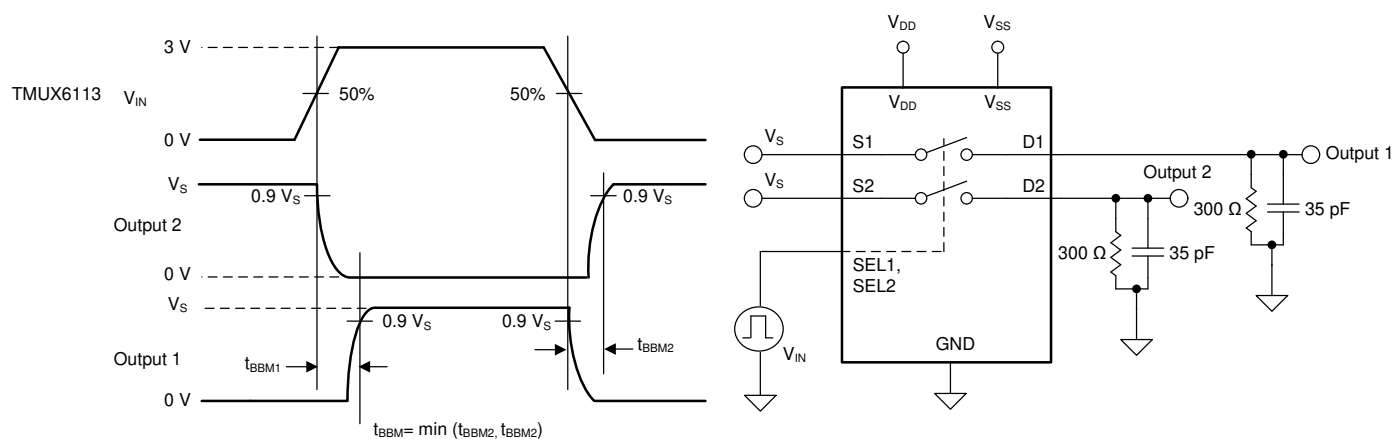 3 V
TMUX6113 V_IN
50%
50%
0 V
V_S
0.9 V_S
0.9 V_S
Output 2
0 V
V_S
0.9 V_S
0.9 V_S
Output 1
t_BBM1
t_BBM2
0 V
t_BBM= min (t_BBM2, t_BBM2)
V_DD
V_SS
V_DD
V_SS
V_S
S1
D1
Output 1
V_S
S2
D2
Output 2
300 Ω
35 pF
300 Ω
35 pF
SEL1,
SEL2
V_IN
GND